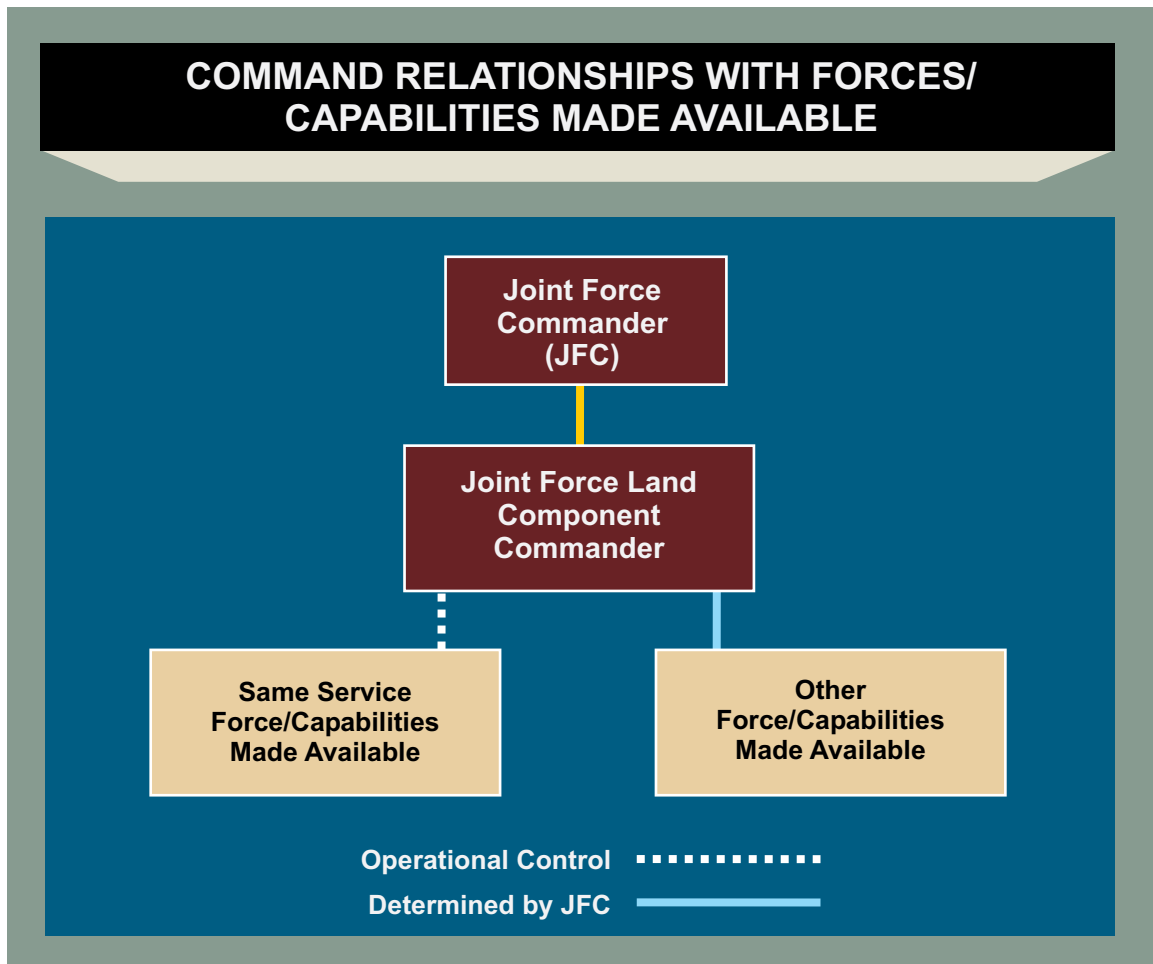 COMMAND RELATIONSHIPS WITH FORCES/
CAPABILITIES MADE AVAILABLE
Joint Force
Commander
(JFC)
Joint Force Land
Component
Commander
Same Service
Force/Capabilities
Made Available
Other
Force/Capabilities
Made Available
Operational Control
Determined by JFC